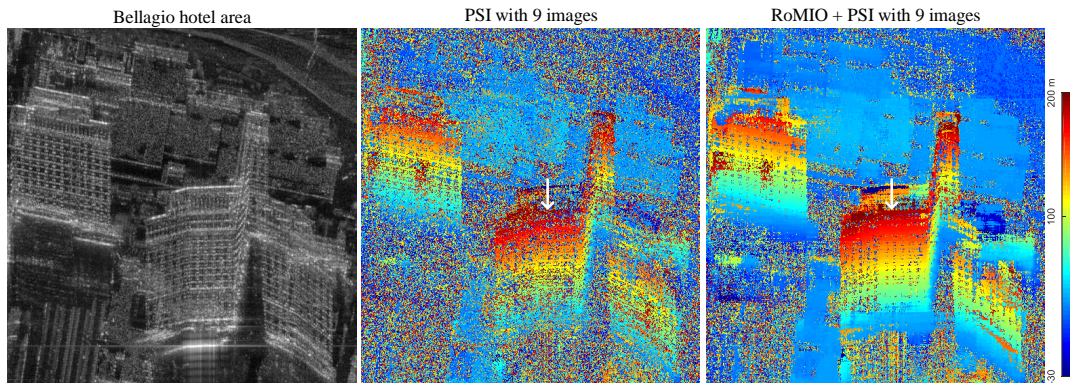 Bellagio hotel area
PSI with 9 images
RoMIO + PSI with 9 images
200 m
100
-30